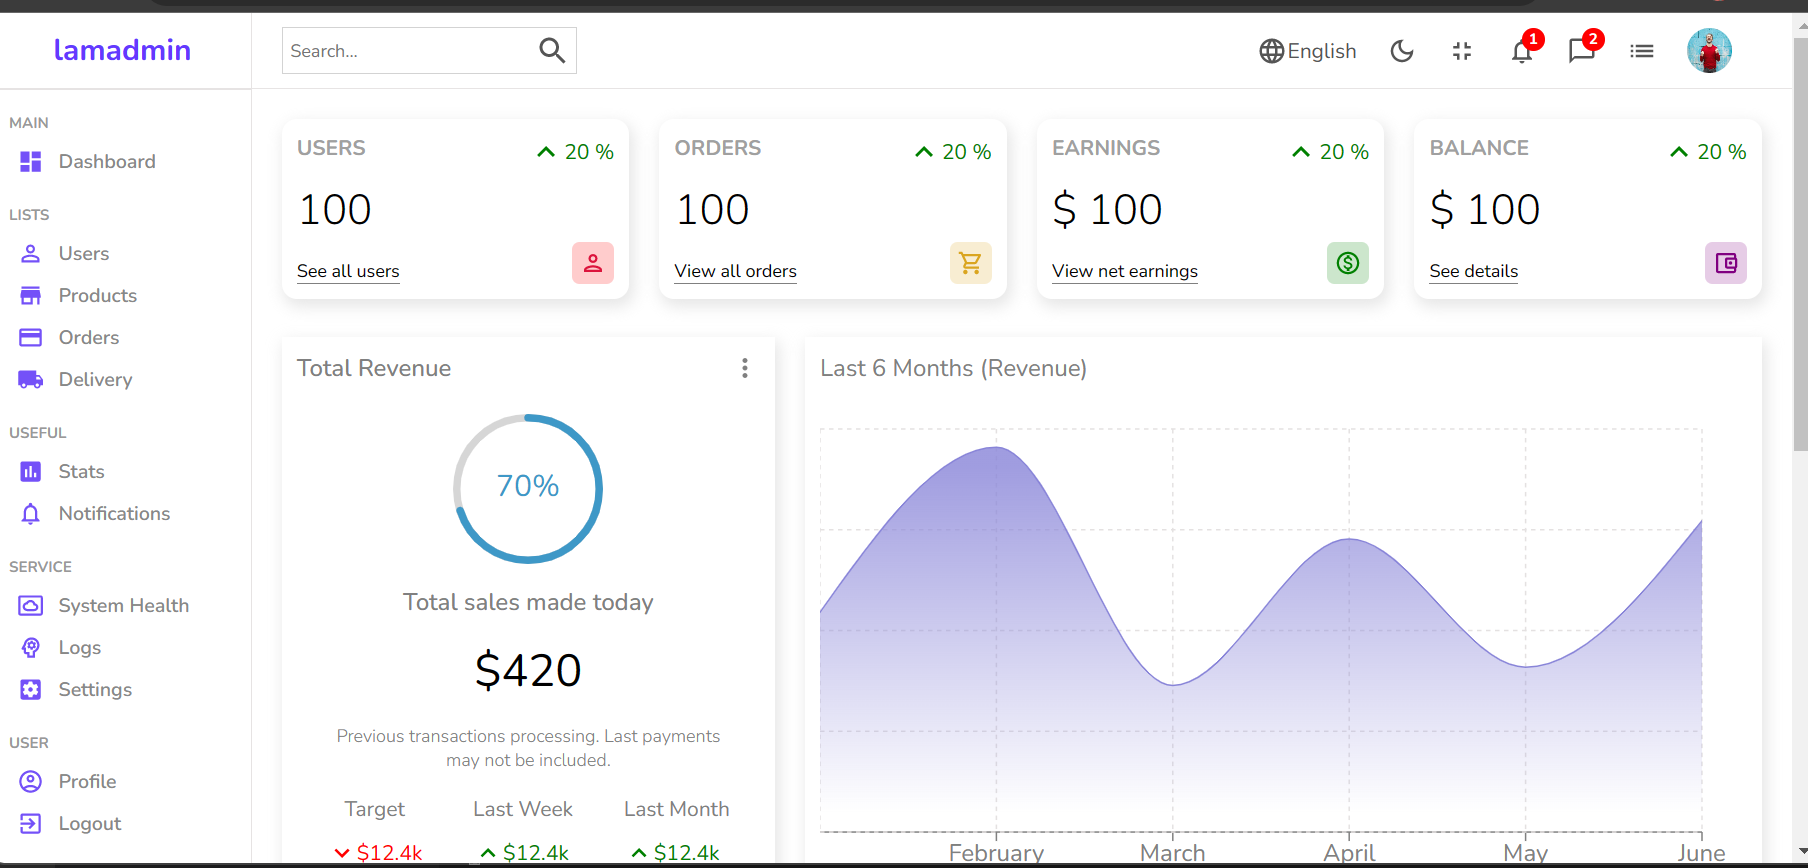 lamadmin
Search...
English
1
2
MAIN
Dashboard
LISTS
Users
Products
Orders
Delivery
USEFUL
Stats
Notifications
SERVICE
System Health
Logs
Settings
USER
Profile
Logout
USERS
20 %
100
See all users
ORDERS
20 %
100
View all orders
EARNINGS
20 %
$ 100
View net earnings
BALANCE
20 %
$ 100
See details
Total Revenue
70%
Total sales made today
$420
Previous transactions processing. Last payments
may not be included.
Target Last Week Last Month
$12.4k $12.4k $12.4k
Last 6 Months (Revenue)
February March April May June